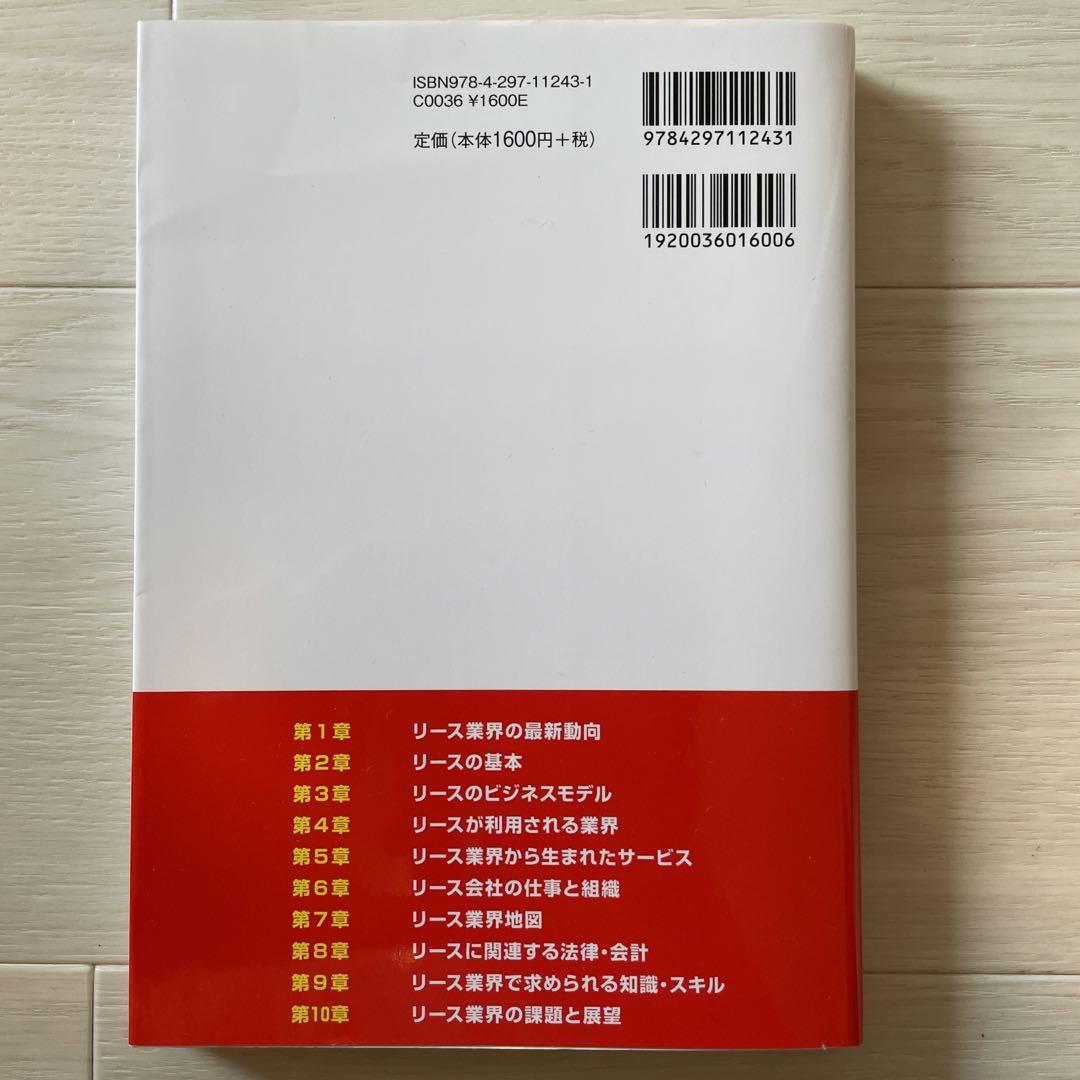 ISBN978-4-297-11243-1
C0036 ¥1600E
定価(本体1600円+税)
9784297112431
1920036016006
第1章 リース業界の最新動向
第2章 リースの基本
第3章 リースのビジネスモデル
第4章 リースが利用される業界
第5章 リース業界から生まれたサービス
第6章 リース会社の仕事と組織
第7章 リース業界地図
第8章 リースに関連する法律・会計
第9章 リース業界で求められる知識・スキル
第10章 リース業界の課題と展望